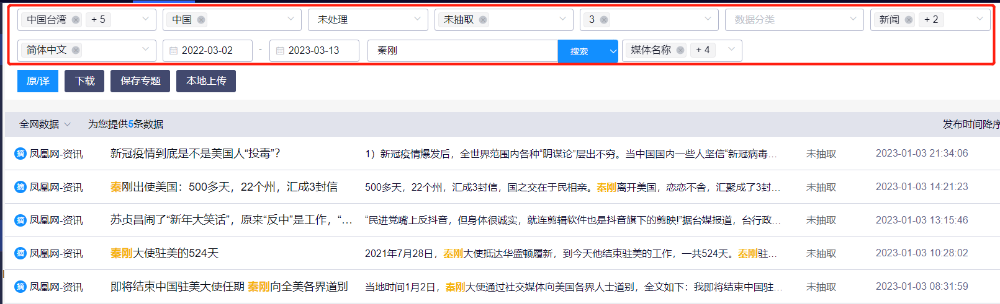 中国台湾 + 5 中国 未处理 未抽取 3 数据分类 新闻 + 2
简体中文 2022-03-02 - 2023-03-13 秦刚 搜索 媒体名称 + 4
原/译 下载 保存专题 本地上传
全网数据 为您提供5条数据 发布时间降序
摘 凤凰网-资讯 新冠疫情到底是不是美国人“投毒”? 1）新冠疫情爆发后，全世界范围内各种“阴谋论”层出不穷。当中国国内一些人坚信“新冠病毒... 未抽取 2023-01-03 21:34:06
摘 凤凰网-资讯 秦刚出使美国：500多天，22个州，汇成3封信 500多天，22个州，汇成3封信，国之交在于民相亲。秦刚离开美国，恋恋不舍，汇聚成了3封... 未抽取 2023-01-03 14:21:23
摘 凤凰网-资讯 苏贞昌闹了“新年大笑话”，原来“反中”是工作，“... “民进党嘴上反抖音，但身体很诚实，就连剪辑软件也是抖音旗下的剪映!”据台媒报道，台行政... 未抽取 2023-01-03 13:15:46
摘 凤凰网-资讯 秦刚大使驻美的524天 2021年7月28日，秦刚大使抵达华盛顿履新，到今天他结束驻美的工作，一共524天。秦刚驻... 未抽取 2023-01-03 10:28:02
摘 凤凰网-资讯 即将结束中国驻美大使任期 秦刚向全美各界道别 当地时间1月2日，秦刚大使通过社交媒体向美国各界人士道别，全文如下：我即将结束中国驻... 未抽取 2023-01-03 08:31:59